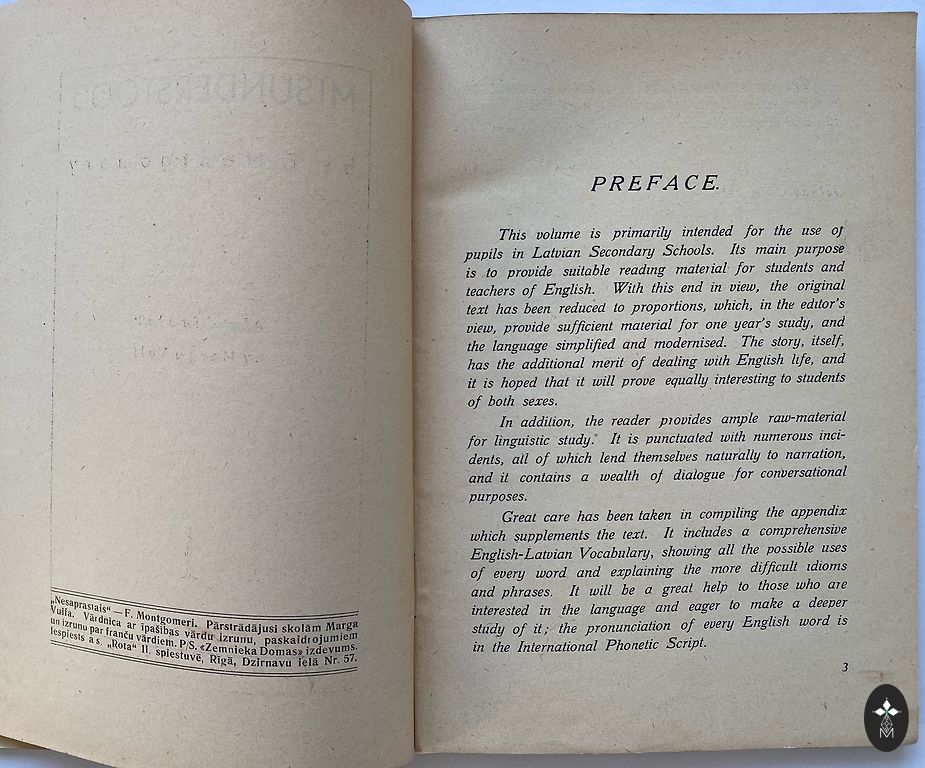 MISUNDERSTOOD
„Nesaprastais“ — F. Montgomeri. Pārstrādājusi skolām Marga
Vulfa. Vārdnīca ar īpašības vārdu izrunu, paskaidrojumiem
un izrunu par franču vārdiem. P/S. «Zemnieka Domas» izdevums.
Iespiests a.s. „Rota“ II. spiestuvē, Rīgā, Dzirnavu ielā Nr. 57.
PREFACE.
This volume is primarily intended for the use of
pupils in Latvian Secondary Schools. Its main purpose
is to provide suitable reading material for students and
teachers of English. With this end in view, the original
text has been reduced to proportions, which, in the editor's
view, provide sufficient material for one year's study, and
the language simplified and modernised. The story, itself,
has the additional merit of dealing with English life, and
it is hoped that it will prove equally interesting to students
of both sexes.
In addition, the reader provides ample raw-material
for linguistic study. It is punctuated with numerous inci-
dents, all of which lend themselves naturally to narration,
and it contains a wealth of dialogue for conversational
purposes.
Great care has been taken in compiling the appendix
which supplements the text. It includes a comprehensive
English-Latvian Vocabulary, showing all the possible uses
of every word and explaining the more difficult idioms
and phrases. It will be a great help to those who are
interested in the language and eager to make a deeper
study of it; the pronunciation of every English word is
in the International Phonetic Script.
3
M